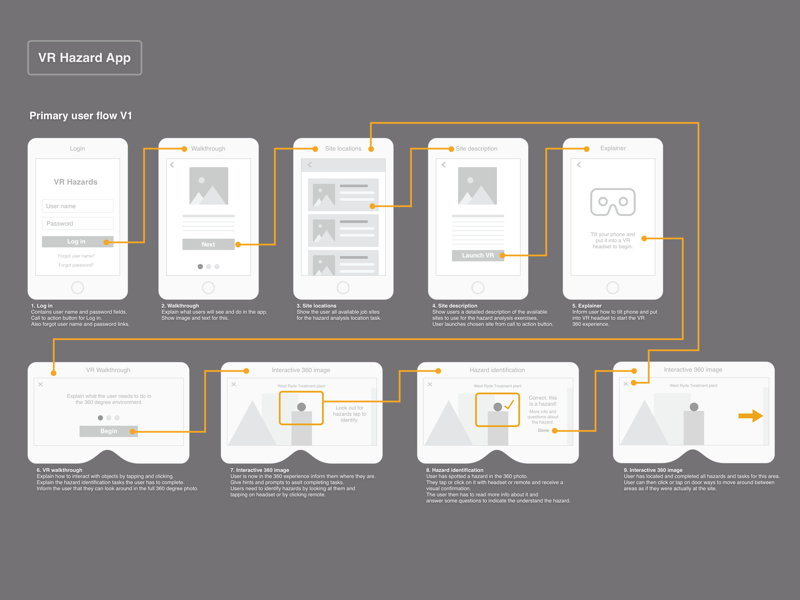 VR Hazard App
Primary user flow V1
Login
VR Hazards
User name
Password
Log in
Forgot user name?
Forgot password?
Walkthrough
Next
Site locations
Site description
Launch VR
Explainer
Tilt your phone and
put it into a VR
headset to begin
1. Log in
Contains user name and password fields.
Call to action button for Log in.
Also forgot user name and password links.
2. Walkthrough
Explain what users will see and do in the app.
Show image and text for this.
3. Site locations
Show the user all available job sites
for the hazard analysis location task.
4. Site description
Show users a detailed description of the available
sites to use for the hazard analysis exercises.
User launches chosen site from call to action button.
5. Explainer
Inform user how to tilt phone and put
into VR headset to start the VR
360-experience.
VR Walkthrough
Explain what the user needs to do in
the 360 degree environment
Begin
Interactive 360 image
West Ryde Treatment plant
Look out for
hazards tap to
identify.
Hazard identification
West Ryde Treatment plant
Correct, this
is a hazard!
More info and
questions about
the hazard.
Done
Interactive 360 image
West Ryde Treatment plant
6. VR walkthrough
Explain how to interact with objects by tapping and clicking.
Explain the hazard identification tasks the user has to complete.
Inform the user that they can look around in the full 360 degree photo.
7. Interactive 360 image
User is now in the 360 experience inform them where they are.
Give hints and prompts to assit completing tasks.
Users need to identify hazards by looking at them and
tapping on headset or by clicking remote.
8. Hazard identification
User has spotted a hazard in the 360 photo.
They tap or click on it with headset or remote and receive a
visual confirmation.
The user then has to read more info about it and
answer some questions to indicate the understand the hazard.
9. Interactive 360 image
User has located and completed all hazards and tasks for this area.
User can then click or tap on door ways to move around between
areas as if they were actually at the site.